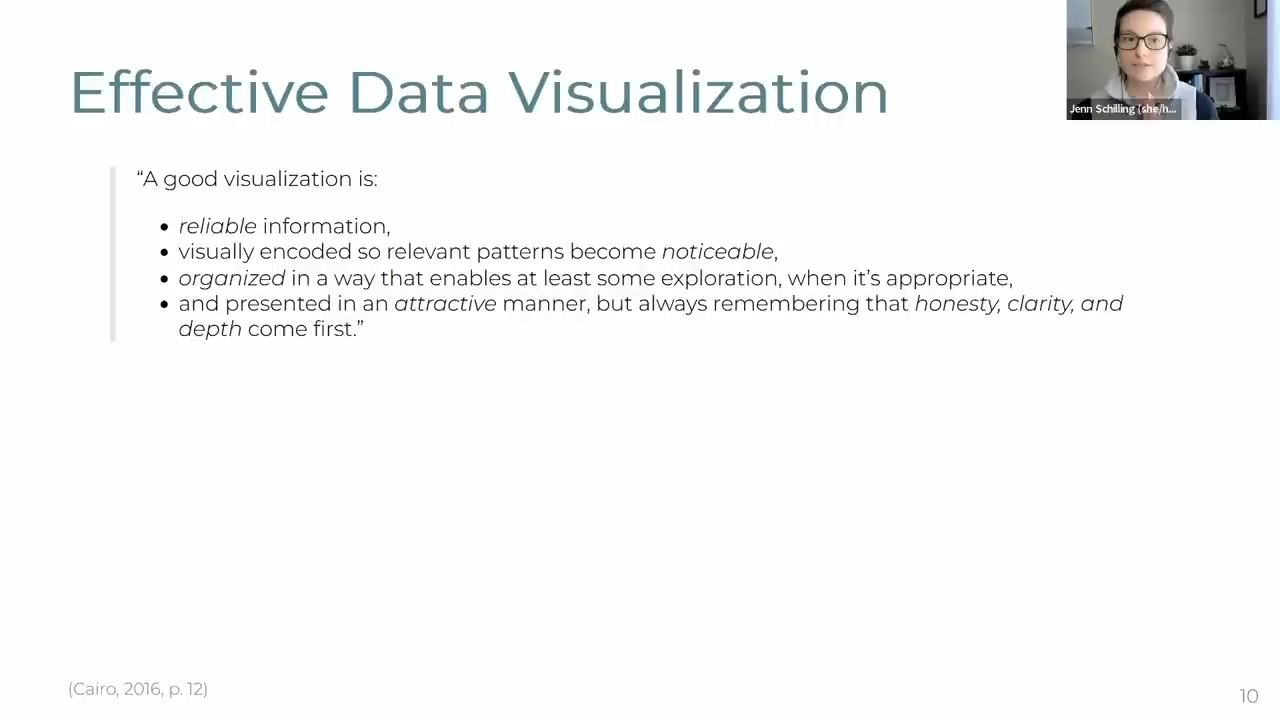 Effective Data Visualization
Jenn Schilling (she/h...
“A good visualization is:
• reliable information,
• visually encoded so relevant patterns become noticeable,
• organized in a way that enables at least some exploration, when it’s appropriate,
• and presented in an attractive manner, but always remembering that honesty, clarity, and
depth come first.”
(Cairo, 2016, p. 12)
10